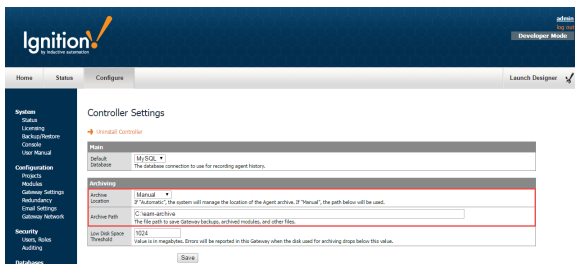 admin
log out
Developer Mode
Ignition!
by inductive automation
Home Status Configure
Launch Designer
System
Status
Licensing
Backup/Restore
Console
User Manual
Configuration
Projects
Modules
Gateway Settings
Redundancy
Email Settings
Gateway Network
Security
Users, Roles
Auditing
Databases
Controller Settings
Uninstall Controller
Main
Default Database
MySQL
The database connection to use for recording agent history.
Archiving
Archive Location
Manual
If "Automatic", the system will manage the location of the Agent archive. If "Manual", the path below will be used.
Archive Path
C:\eam-archive
The file path to save Gateway backups, archived modules, and other files.
Low Disk Space Threshold
1024
Value is in megabytes. Errors will be reported in this Gateway when the disk used for archiving drops below this value.
Save